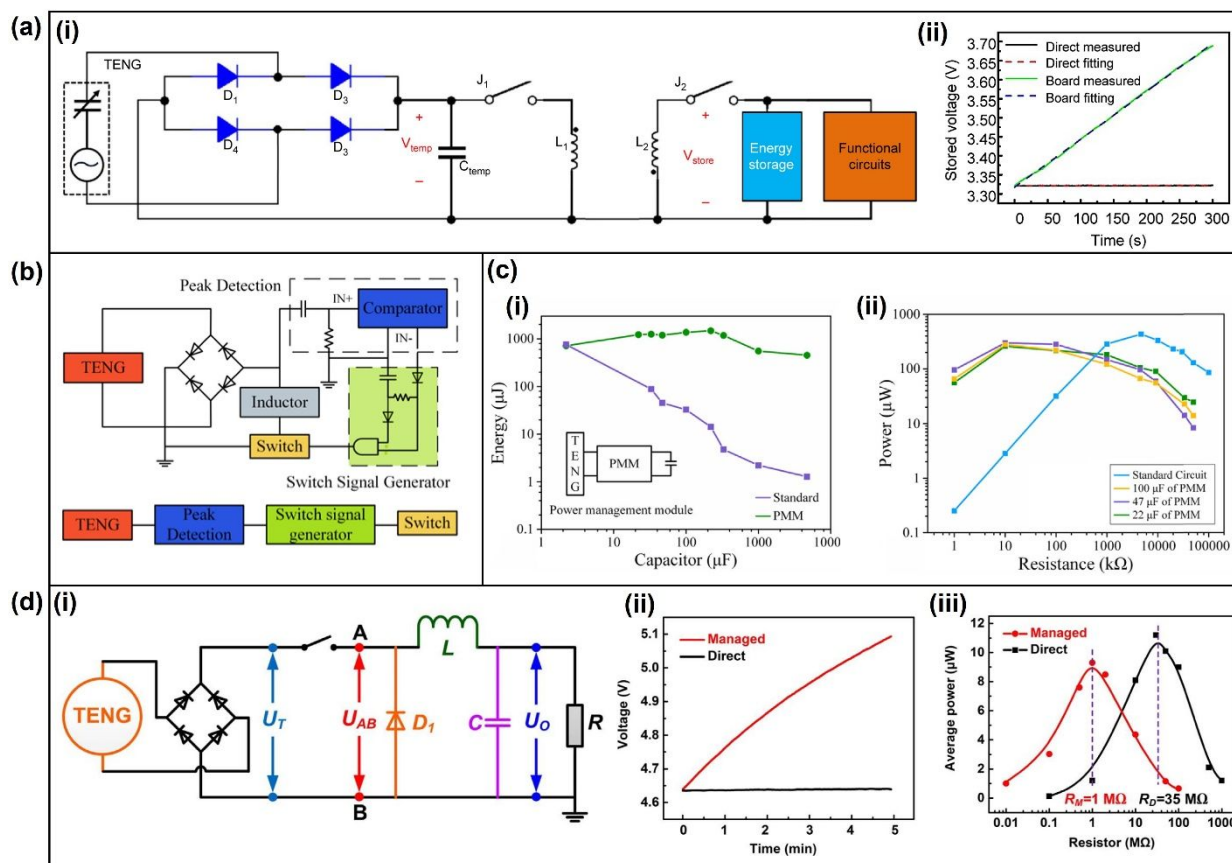 (a)
(i)
TENG
D1
D3
D4
D3
Vtemp
+
−
Ctemp
J1
L1
L2
J2
+
Vstore
−
Energy
storage
Functional
circuits
(ii)
Direct measured
Direct fitting
Board measured
Board fitting
Stored voltage (V)
3.70
3.60
3.55
3.45
3.40
3.35
3.30
0 50 100 150 200 250 300
Time (s)
(b)
Peak Detection
IN+
Comparator
IN-
TENG
Inductor
Switch
Switch Signal Generator
TENG
Peak
Detection
Switch signal
generator
Switch
(c)
(i)
Energy (μJ)
1000
100
10
1
0.1
T
E
N
G
PMM
Power management module
Standard
PMM
1 10 100 1000 10000
Capacitor (μF)
(ii)
Power (μW)
1000
100
10
1
0.1
Standard Circuit
100 μF of PMM
47 μF of PMM
22 μF of PMM
1 10 100 1000 10000 100000
Resistance (kΩ)
(d)
(i)
TENG
UT
A
UAB
B
D1
L
C
UO
R
(ii)
Managed
Direct
Voltage (V)
5.1
5.0
4.9
4.8
4.7
4.6
0 1 2 3 4 5
Time (min)
(iii)
Managed
Direct
Average power (μW)
12
10
8
6
4
2
0
RM=1 MΩ
RD=35 MΩ
0.01 0.1 1 10 100 1000
Resistor (MΩ)